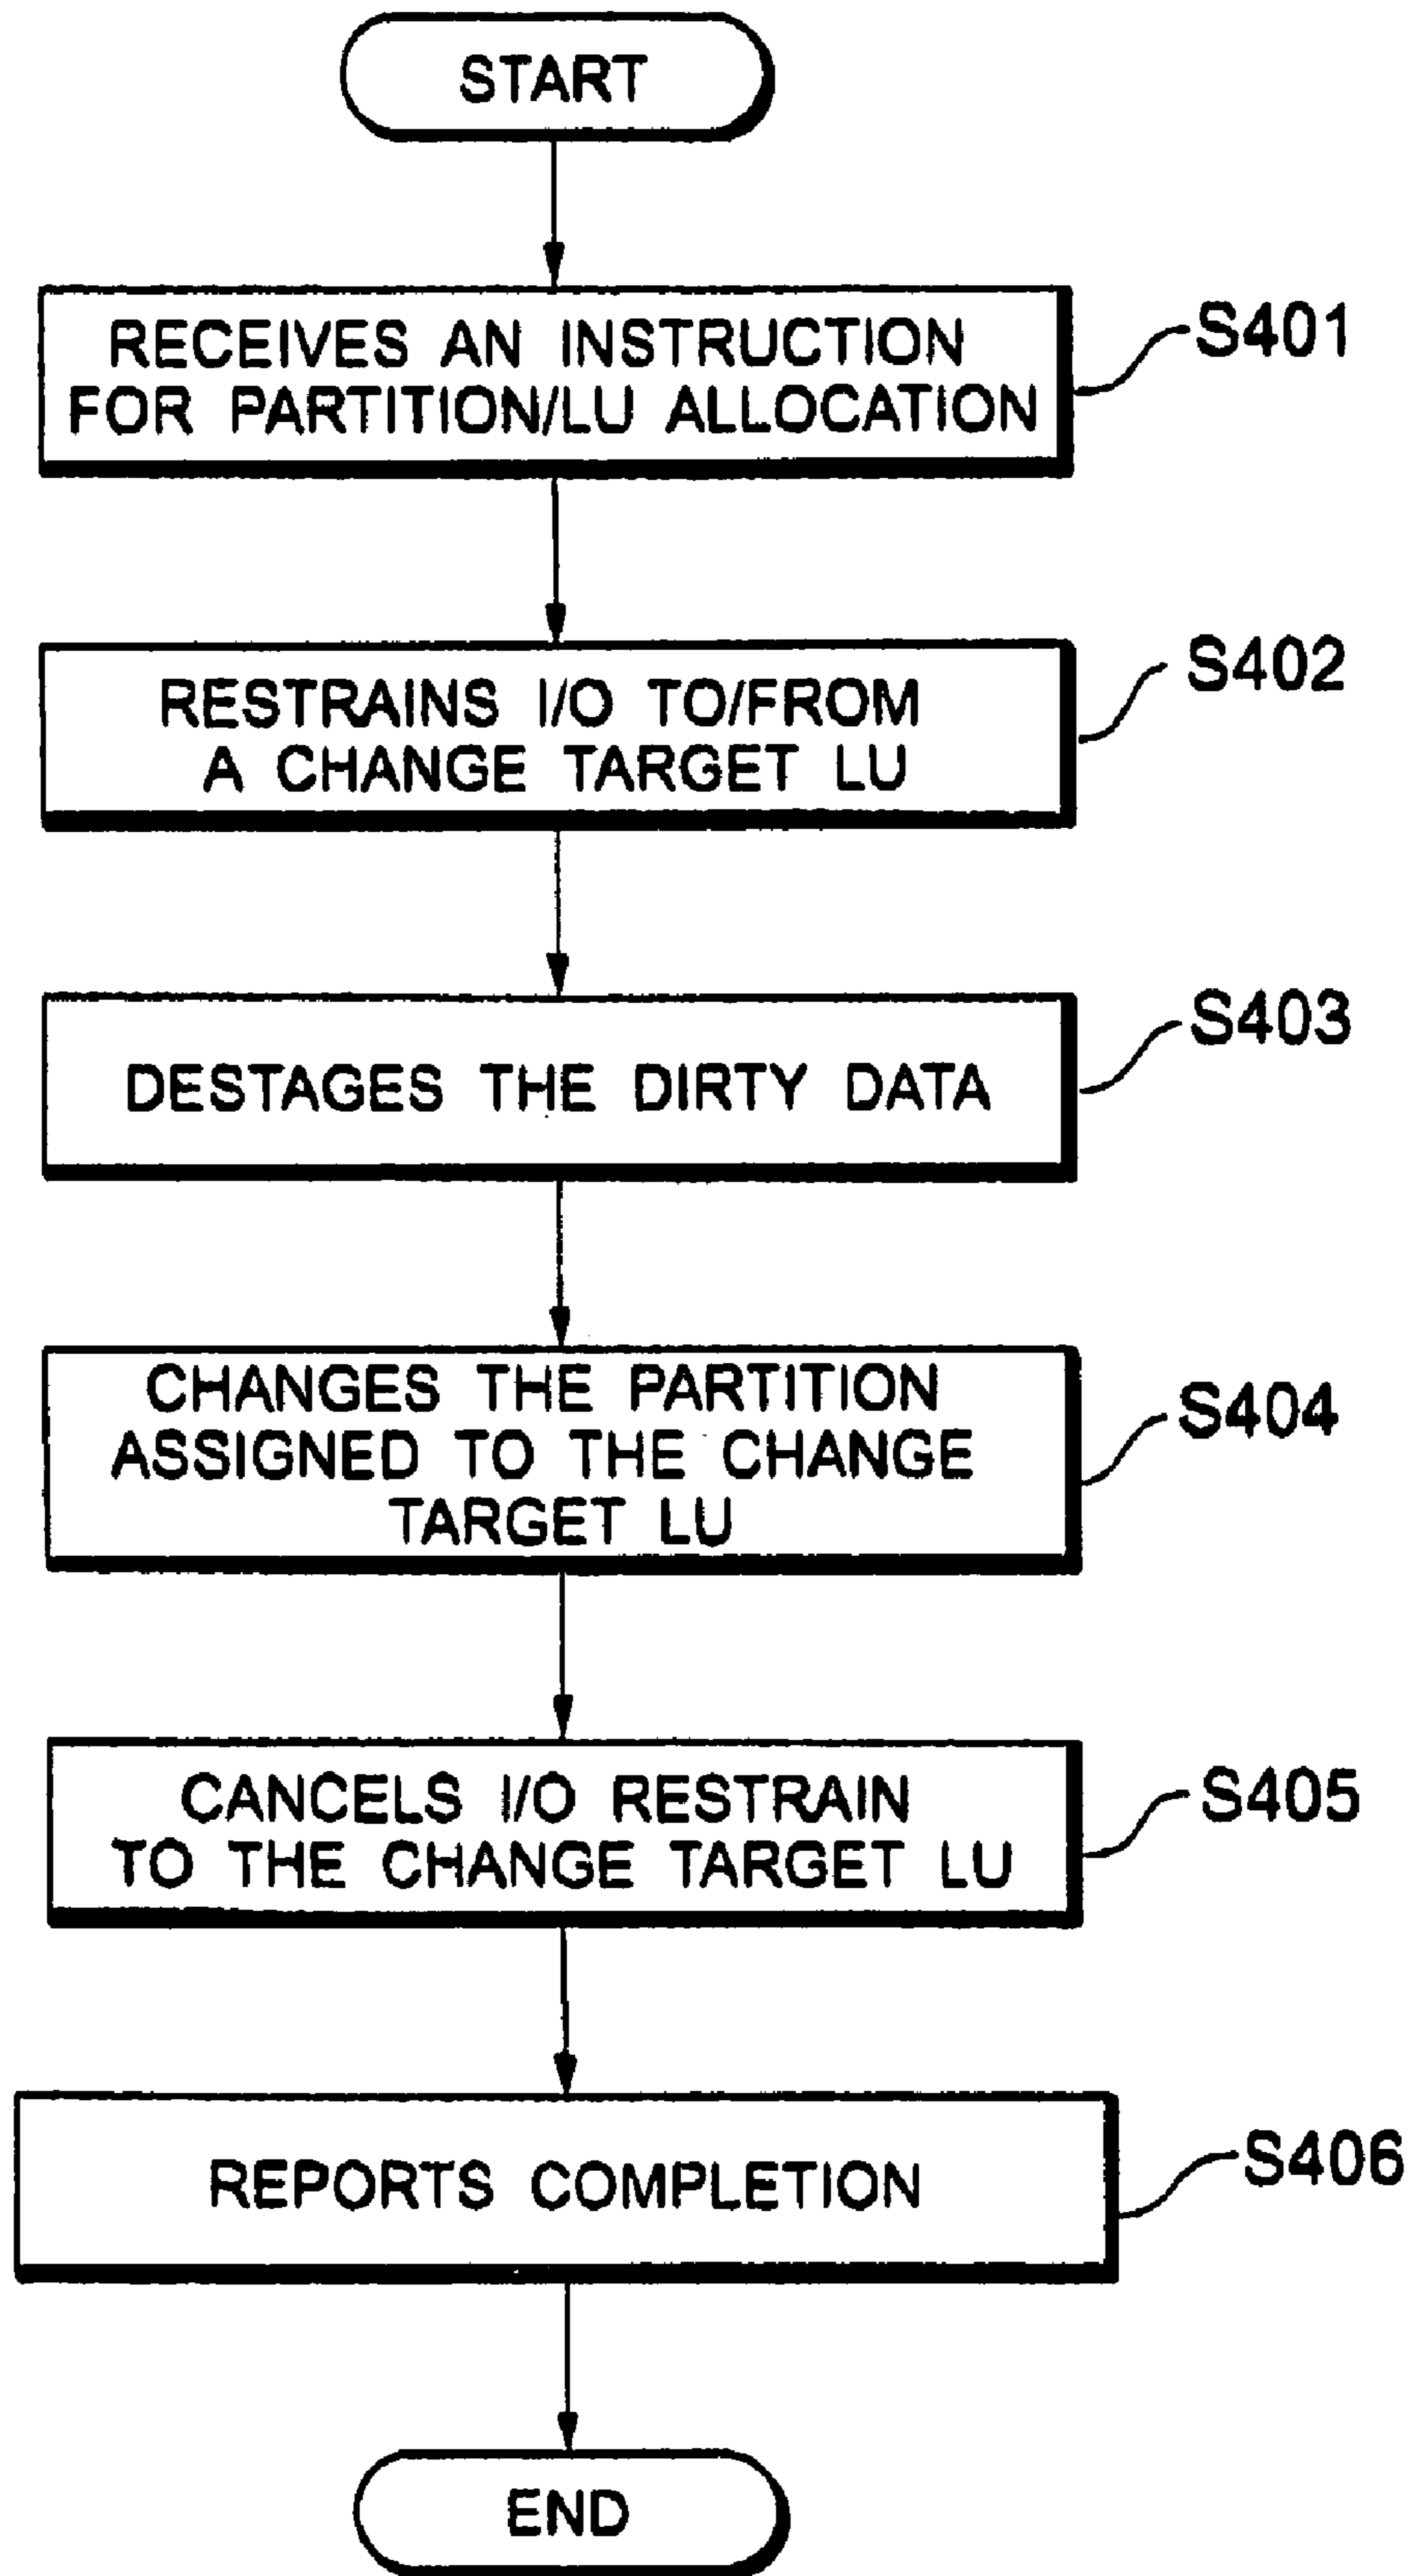 START
RECEIVES AN INSTRUCTION
FOR PARTITION/LU ALLOCATION
S401
RESTRAINS I/O TO/FROM
A CHANGE TARGET LU
S402
DESTAGES THE DIRTY DATA
S403
CHANGES THE PARTITION
ASSIGNED TO THE CHANGE
TARGET LU
S404
CANCELS I/O RESTRAIN
TO THE CHANGE TARGET LU
S405
REPORTS COMPLETION
S406
END